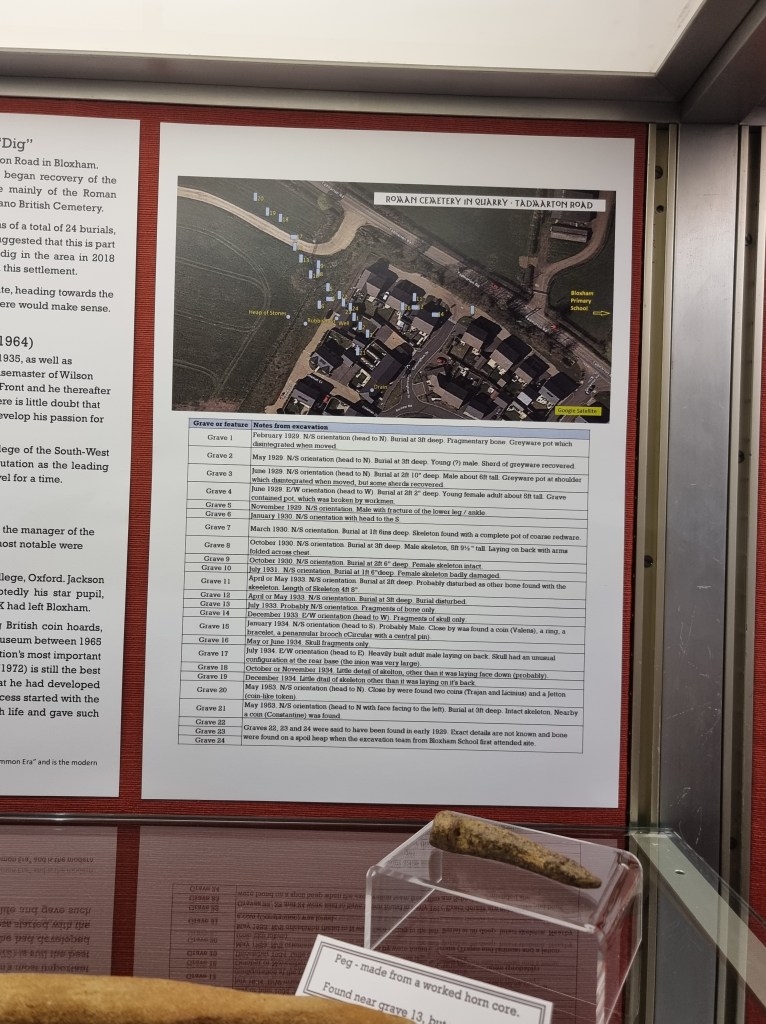 "Dig"
on Road in Bloxham.
began recovery of the
mainly of the Roman
ano British Cemetery.
s of a total of 24 burials,
ggested that this is part
dig in the area in 2018
this settlement.
te, heading towards the
ere would make sense.
1964)
1935, as well as
semaster of Wilson
Front and he thereafter
ere is little doubt that
evelop his passion for
lege of the South-West
utation as the leading
vel for a time.
the manager of the
nost notable were
llege, Oxford. Jackson
otedly his star pupil,
K had left Bloxham.
g British coin hoards,
useum between 1965
tion's most important
(1972) is still the best
at he had developed
cess started with the
h life and gave such
mmon Era" and is the modern
ROMAN CEMETERY IN QUARRY - TADMARTON ROAD
Bloxham
Primary
School
Heap of Stones
Well
Drain
Google Satellite
Grave or feature Notes from excavation
Grave 1 February 1929. N/S orientation (head to N). Burial at 3ft deep. Fragmentary bone. Greyware pot which
disintegrated when moved.
Grave 2 May 1929. N/S orientation (head to N). Burial at 3ft deep. Young (?) male. Sherd of greyware recovered.
Grave 3 June 1929. N/S orientation (head to N). Burial at 2ft 10" deep. Male about 6ft tall. Greyware pot at shoulder
which disintegrated when moved, but some sherds recovered.
Grave 4 June 1929. E/W orientation (head to W). Burial at 2ft 2" deep. Young female adult about 5ft tall. Grave
contained pot, which was broken by workmen.
Grave 5 November 1929. N/S orientation. Male with fracture of the lower leg / ankle.
Grave 6 January 1930. N/S orientation with head to the S.
Grave 7 March 1930. N/S orientation. Burial at 1ft 6ins deep. Skeleton found with a complete pot of coarse redware.
Grave 8 October 1930. N/S orientation. Burial at 3ft deep. Male skeleton, 5ft 9½" tall. Laying on back with arms
folded across chest.
Grave 9 October 1930. N/S orientation. Burial at 2ft 6" deep. Female skeleton intact.
Grave 10 July 1931. N/S orientation. Burial at 1ft 6"deep. Female skeleton badly damaged.
Grave 11 April or May 1933. N/S orientation. Burial at 2ft deep. Probably disturbed as other bone found with the
skeleton. Length of Skeleton 4ft 8".
Grave 12 April or May 1933. N/S orientation. Burial at 3ft deep. Burial disturbed.
Grave 13 July 1933. Probably N/S orientation. Fragments of bone only.
Grave 14 December 1933. E/W orientation (head to W). Fragments of skull only.
Grave 15 January 1934. N/S orientation (head to S). Probably Male. Close by was found a coin (Valens), a ring, a
bracelet, a penannular brooch cCircular with a central pin).
Grave 16 May or June 1934. Skull fragments only.
Grave 17 July 1934. E/W orientation (head to E). Heavily built adult male laying on back. Skull had an unusual
configuration at the rear base (the inion was very large).
Grave 18 October or November 1934. Little detail of skelton, other than it was laying face down (probably).
Grave 19 December 1934. Little dtail of skeleton other than it was laying on it's back.
Grave 20 May 1953. N/S orientation (head to N). Close by were found two coins (Trajan and Licinus) and a Jetton
(coin-like token).
Grave 21 May 1953. N/S orientation (head to N with face facing to the left). Burial at 3ft deep. Intact skeleton. Nearby
a coin (Constantine) was found.
Grave 22
Grave 23 Graves 22, 23 and 24 were said to have been found in early 1929. Exact details are not known and bone
Grave 24 were found on a spoil heap when the excavation team from Bloxham School first attended site.
Peg - made from a worked horn core.
Found near grave 13, but